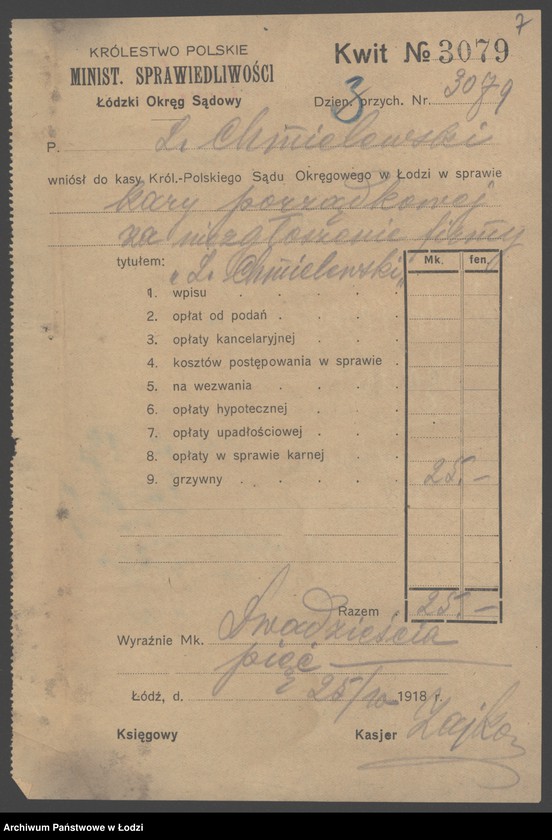 7
KRÓLESTWO POLSKIE
MINIST. SPRAWIEDLIWOŚCI
Łódzki Okręg Sądowy
Kwit № 3079
3
Dzien. przych. Nr. 3079
P. L. Chmielowski
wniósł do kasy Król.-Polskiego Sądu Okręgowego w Łodzi w sprawie
kary porządkowej
za niezgłoszenie firmy
tytułem: „L. Chmielowski"
Mk. fen.
1. wpisu
2. opłat od podań
3. opłaty kancelaryjnej
4. kosztów postępowania w sprawie
5. na wezwania
6. opłaty hypotecznej
7. opłaty upadłościowej
8. opłaty w sprawie karnej
9. grzywny 25.—
Razem 25.—
Wyraźnie Mk. Dwadzieścia
pięć
Łódź, d. 25/10 1918 r.
Księgowy Kasjer
Archiwum Państwowe w Łodzi